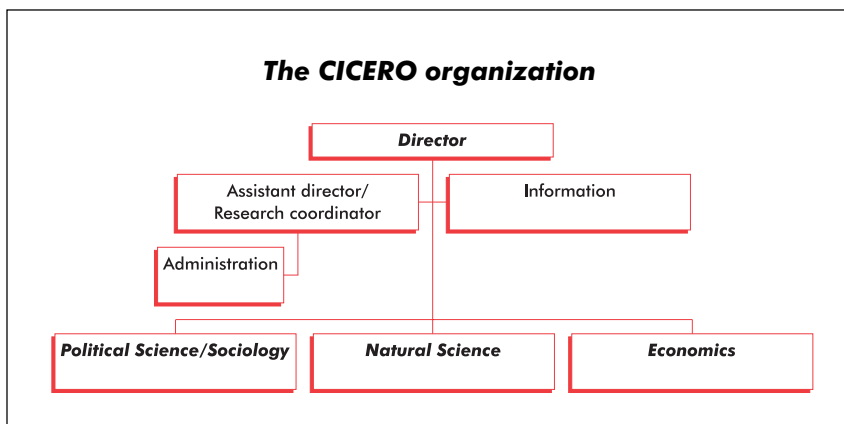 The CICERO organization
Director
Assistant director/
Research coordinator
Information
Administration
Political Science/Sociology
Natural Science
Economics